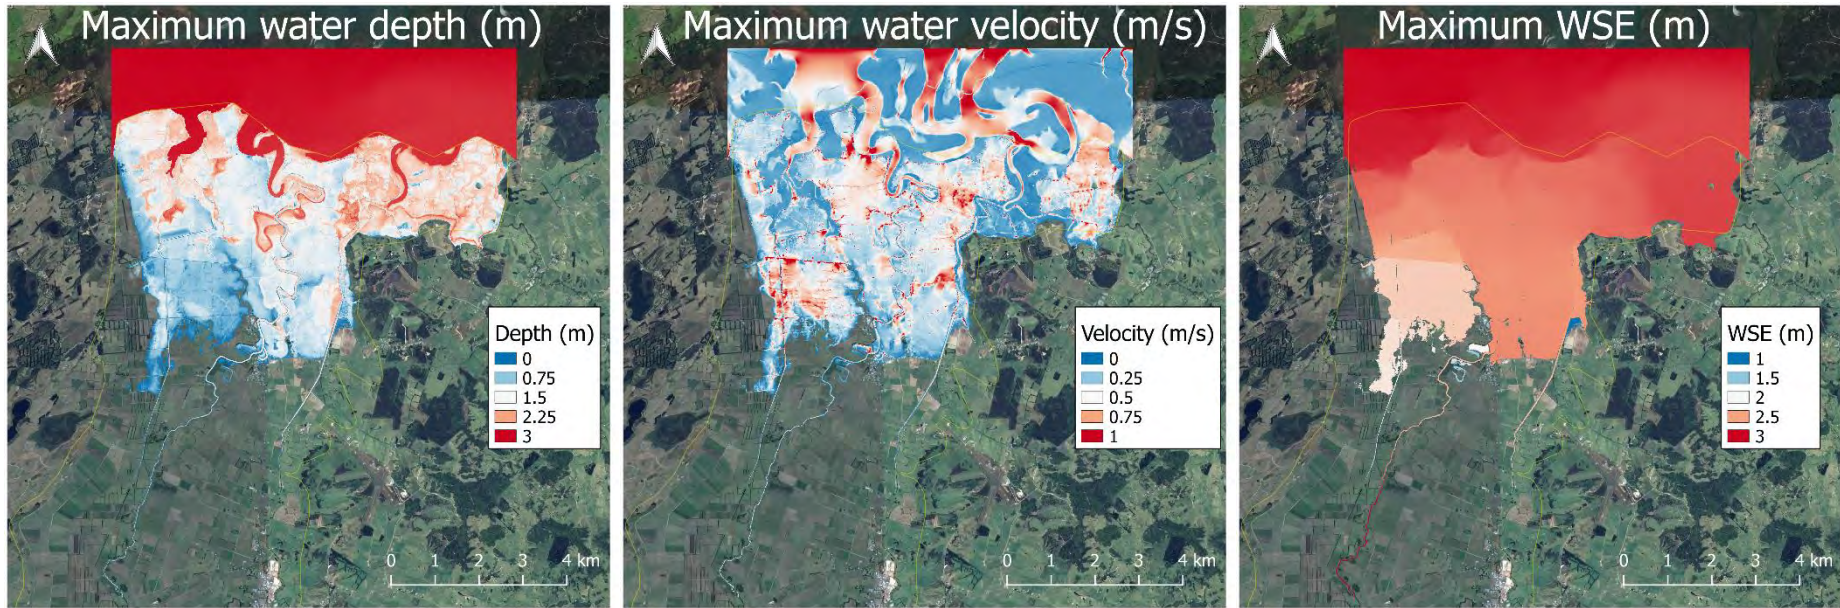 Maximum water depth (m)
Depth (m)
0
0.75
1.5
2.25
3
0 1 2 3 4 km
Maximum water velocity (m/s)
Velocity (m/s)
0
0.25
0.5
0.75
1
0 1 2 3 4 km
Maximum WSE (m)
WSE (m)
1
1.5
2
2.5
3
0 1 2 3 4 km